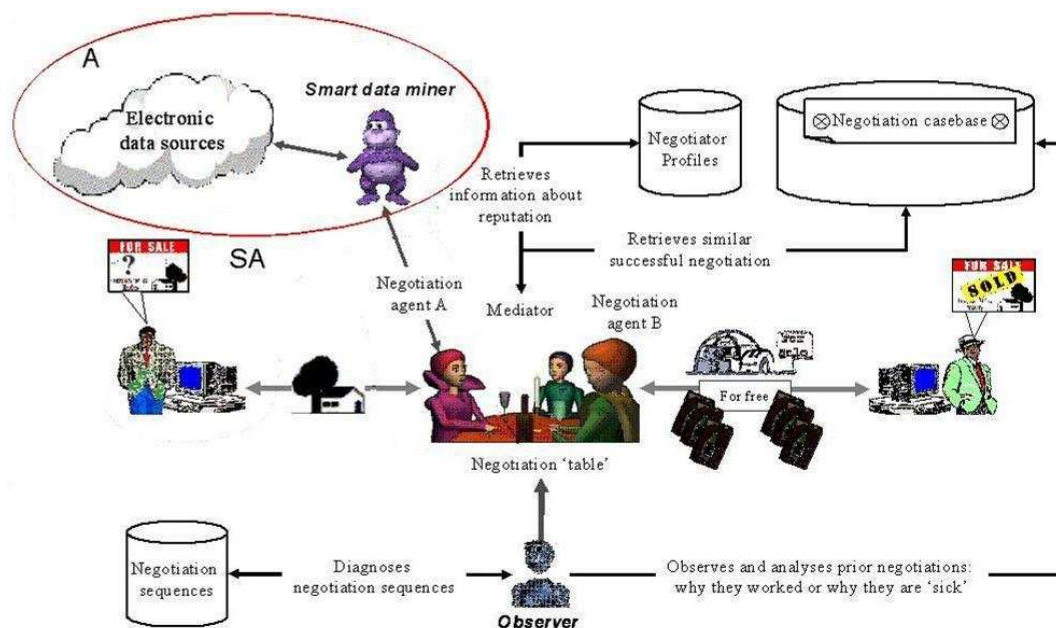 A
Electronic
data sources
Smart data miner
SA
Negotiator
Profiles
Negotiation casebase
Retrieves
information about
reputation
Retrieves similar
successful negotiation
FOR SALE
?
Negotiation
agent A
Mediator
Negotiation
agent B
FOR SALE
SOLD
For
For free
Negotiation ‘table’
Negotiation
sequences
Diagnoses
negotiation sequences
Observer
Observes and analyses prior negotiations:
why they worked or why they are ‘sick’